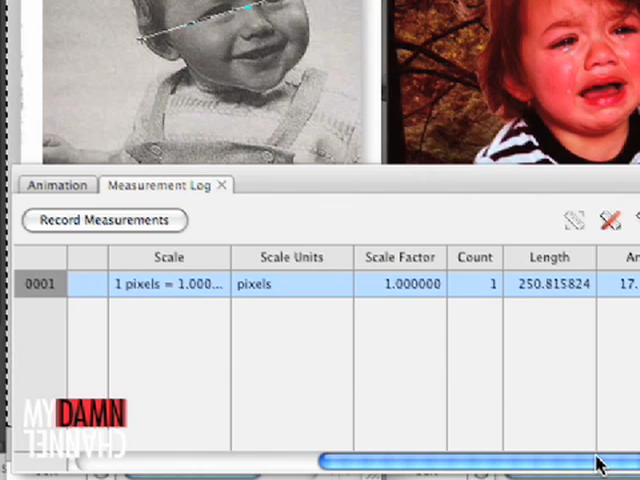 Animation
Measurement Log
Record Measurements
Scale Scale Units Scale Factor Count Length
0001 1 pixels = 1.000... pixels 1.000000 1 250.815824 17.
MY DAMN
CHANNEL